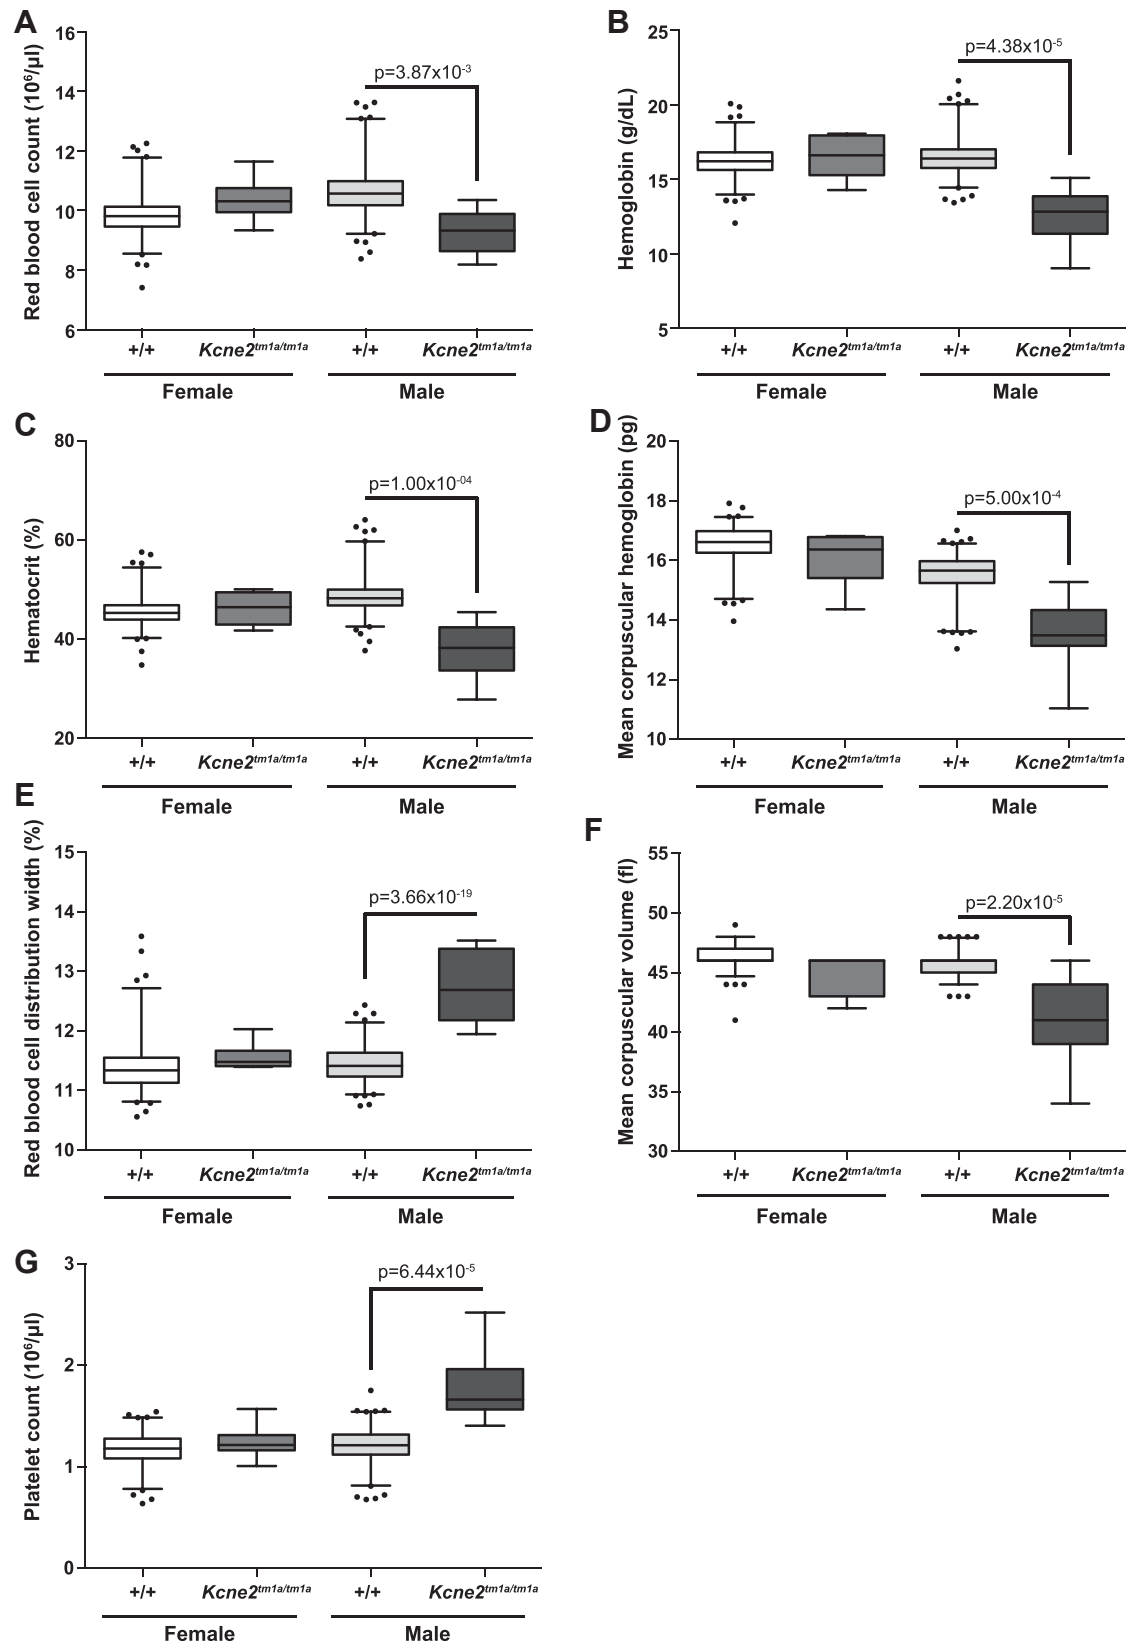 A
Red blood cell count (10⁶/µl)
16
14
12
10
8
6
p=3.87x10⁻³
+/+ Kcne2ᵗᵐ¹ᵃ/ᵗᵐ¹ᵃ +/+ Kcne2ᵗᵐ¹ᵃ/ᵗᵐ¹ᵃ
Female Male
B
Hemoglobin (g/dL)
25
20
15
10
5
p=4.38x10⁻⁵
+/+ Kcne2ᵗᵐ¹ᵃ/ᵗᵐ¹ᵃ +/+ Kcne2ᵗᵐ¹ᵃ/ᵗᵐ¹ᵃ
Female Male
C
Hematocrit (%)
80
60
40
20
p=1.00x10⁻⁰⁴
+/+ Kcne2ᵗᵐ¹ᵃ/ᵗᵐ¹ᵃ +/+ Kcne2ᵗᵐ¹ᵃ/ᵗᵐ¹ᵃ
Female Male
D
Mean corpuscular hemoglobin (pg)
20
18
16
14
12
10
p=5.00x10⁻⁴
+/+ Kcne2ᵗᵐ¹ᵃ/ᵗᵐ¹ᵃ +/+ Kcne2ᵗᵐ¹ᵃ/ᵗᵐ¹ᵃ
Female Male
E
Red blood cell distribution width (%)
15
14
13
12
11
10
p=3.66x10⁻¹⁹
+/+ Kcne2ᵗᵐ¹ᵃ/ᵗᵐ¹ᵃ +/+ Kcne2ᵗᵐ¹ᵃ/ᵗᵐ¹ᵃ
Female Male
F
Mean corpuscular volume (fl)
55
50
45
40
35
30
p=2.20x10⁻⁵
+/+ Kcne2ᵗᵐ¹ᵃ/ᵗᵐ¹ᵃ +/+ Kcne2ᵗᵐ¹ᵃ/ᵗᵐ¹ᵃ
Female Male
G
Platelet count (10⁶/µl)
3
2
1
0
p=6.44x10⁻⁵
+/+ Kcne2ᵗᵐ¹ᵃ/ᵗᵐ¹ᵃ +/+ Kcne2ᵗᵐ¹ᵃ/ᵗᵐ¹ᵃ
Female Male